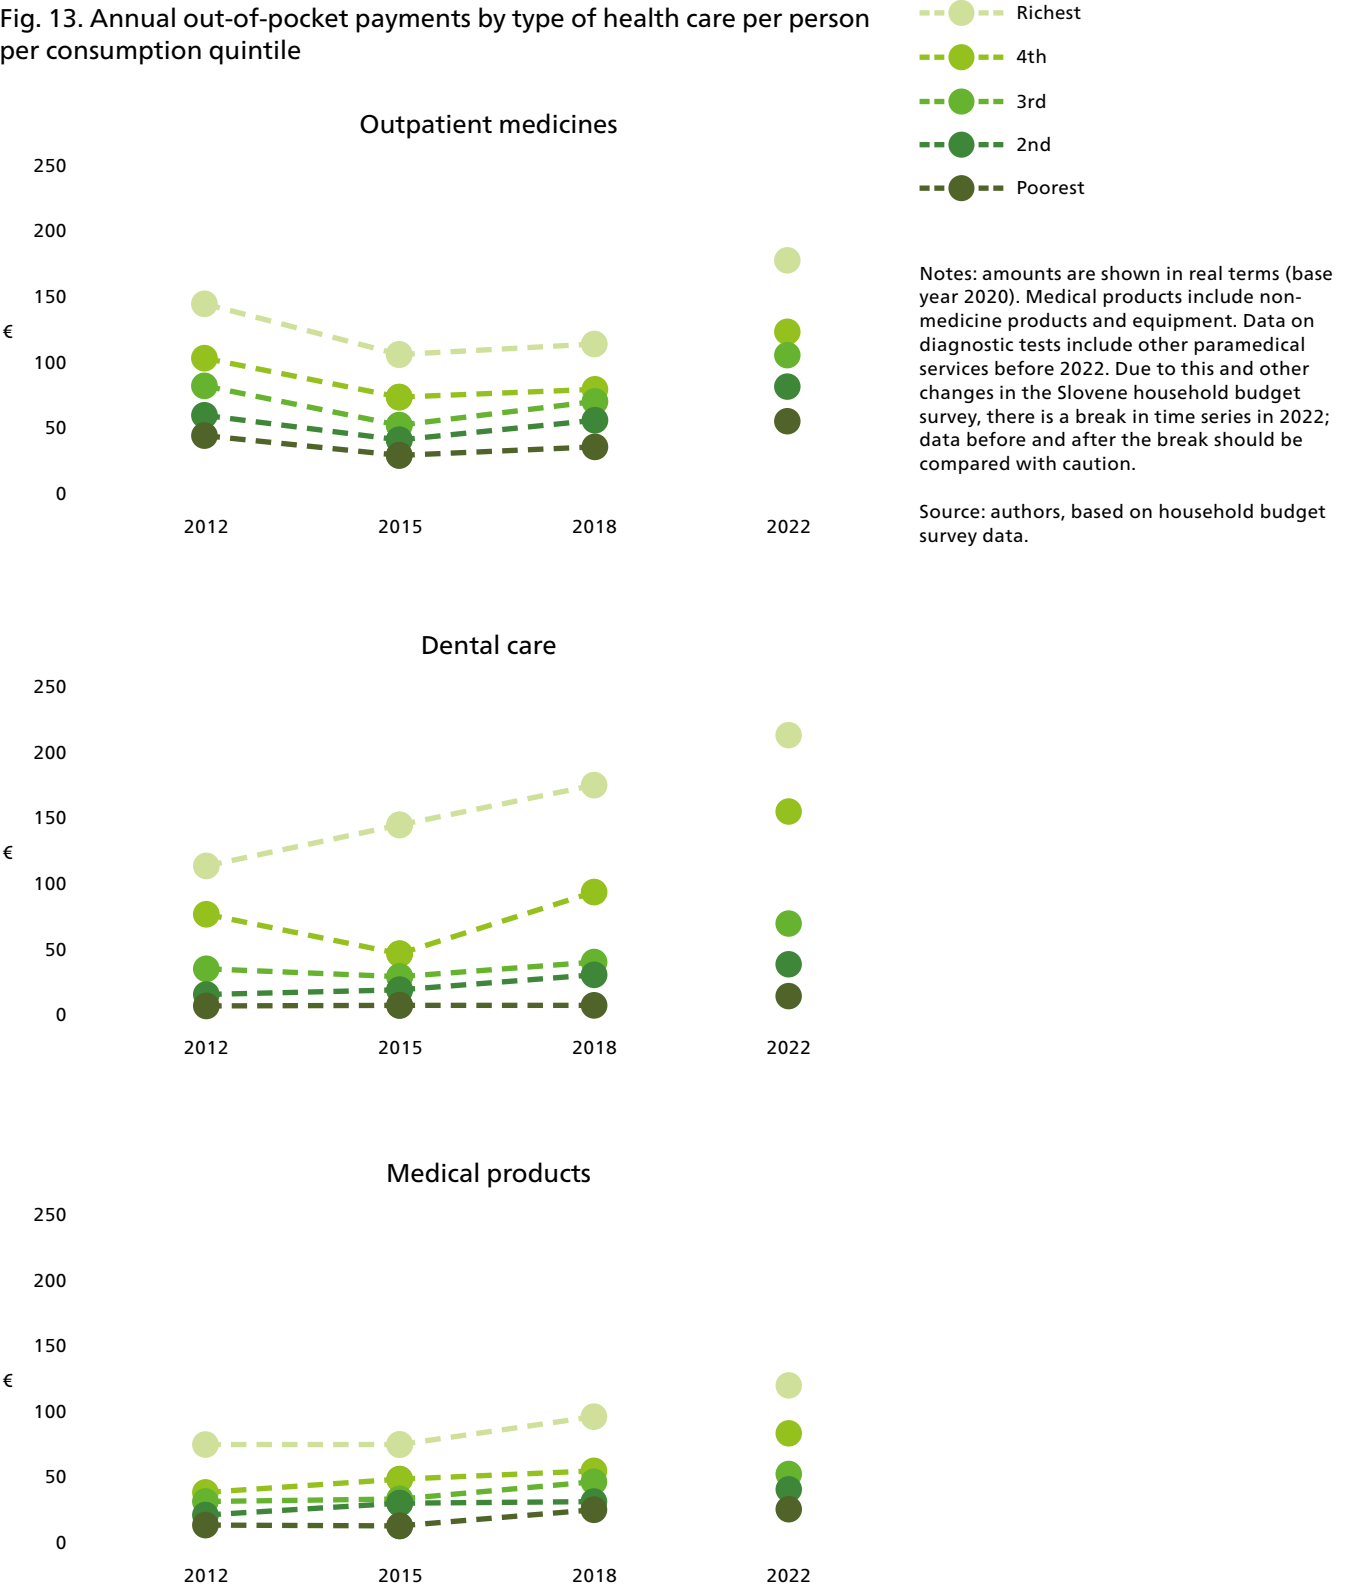 Fig. 13. Annual out-of-pocket payments by type of health care per person
per consumption quintile
Richest
4th
3rd
2nd
Poorest
Notes: amounts are shown in real terms (base
year 2020). Medical products include non-
medicine products and equipment. Data on
diagnostic tests include other paramedical
services before 2022. Due to this and other
changes in the Slovene household budget
survey, there is a break in time series in 2022;
data before and after the break should be
compared with caution.
Source: authors, based on household budget
survey data.
Outpatient medicines
250
200
150
€
100
50
0
2012 2015 2018 2022
Dental care
250
200
150
€
100
50
0
2012 2015 2018 2022
Medical products
250
200
150
€
100
50
0
2012 2015 2018 2022